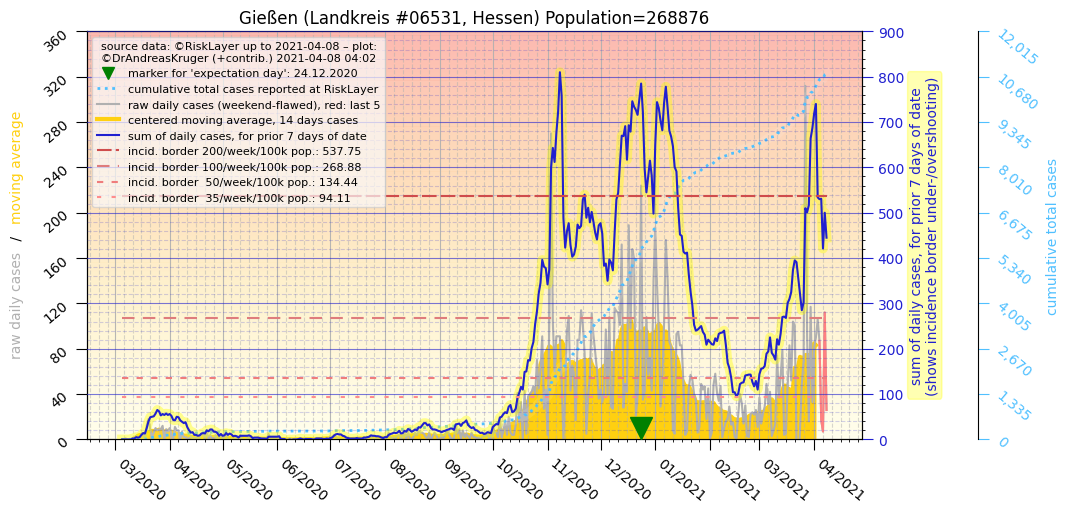 Gießen (Landkreis #06531, Hessen) Population=268876
source data: ©RiskLayer up to 2021-04-08 – plot:
©DrAndreasKruger (+contrib.) 2021-04-08 04:02
marker for 'expectation day': 24.12.2020
cumulative total cases reported at RiskLayer
raw daily cases (weekend-flawed), red: last 5
centered moving average, 14 days cases
sum of daily cases, for prior 7 days of date
incid. border 200/week/100k pop.: 537.75
incid. border 100/week/100k pop.: 268.88
incid. border  50/week/100k pop.: 134.44
incid. border  35/week/100k pop.: 94.11
raw daily cases / moving average
360
320
280
240
200
160
120
80
40
0
03/2020
04/2020
05/2020
06/2020
07/2020
08/2020
09/2020
10/2020
11/2020
12/2020
01/2021
02/2021
03/2021
04/2021
900
800
700
600
500
400
300
200
100
0
sum of daily cases, for prior 7 days of date
(shows incidence border under-/overshooting)
12,015
10,680
9,345
8,010
6,675
5,340
4,005
2,670
1,335
0
cumulative total cases